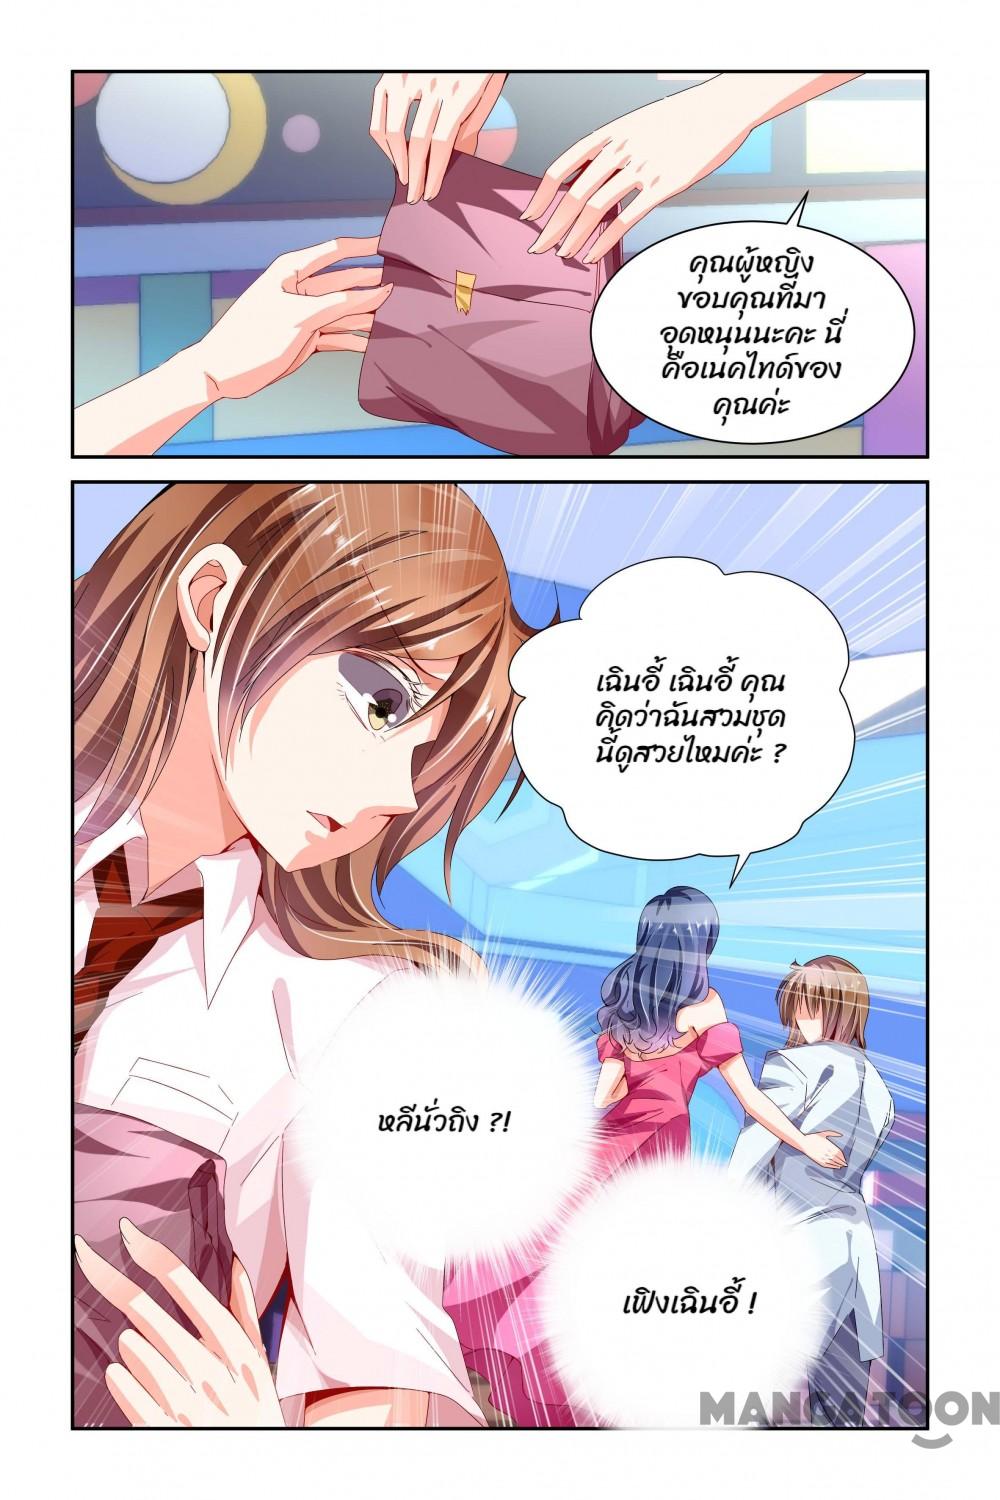 คุณผู้หญิง
ขอบคุณที่มา
อุดหนุนนะคะ นี่
คือเนคไทด์ของ
คุณค่ะ
เฉินอี้ เฉินอี้ คุณ
คิดว่าฉันสวมชุด
นี้ดูสวยไหมค่ะ ?
หลีนั่วถิง ?!
เฟิงเฉินอี้ !
MANGATOON